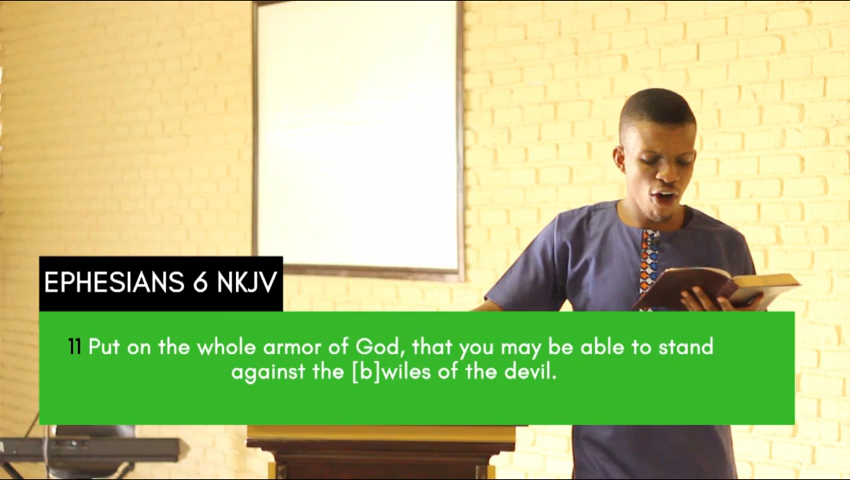 EPHESIANS 6 NKJV
11 Put on the whole armor of God, that you may be able to stand
against the [b]wiles of the devil.